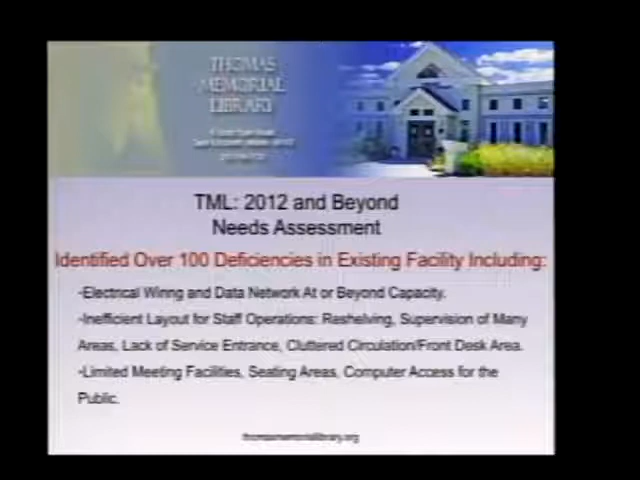 THOMAS
MEMORIAL
LIBRARY
TML: 2012 and Beyond
Needs Assessment
Identified Over 100 Deficiencies in Existing Facility Including:
-Electrical Wiring and Data Network At or Beyond Capacity.
-Inefficient Layout for Staff Operations: Reshelving, Supervision of Many
Areas, Lack of Service Entrance, Cluttered Circulation/Front Desk Area.
-Limited Meeting Facilities, Seating Areas, Computer Access for the
Public.
thomasmemoriallibrary.org